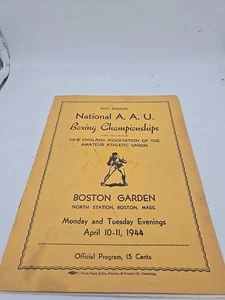 ANNUAL
National A. A. U.
Boxing Championships
NEW ENGLAND ASSOCIATION OF THE
AMATEUR ATHLETIC UNION
BOSTON GARDEN
NORTH STATION, BOSTON, MASS.
Monday and Tuesday Evenings
April 10-11, 1944
Official Program, 15 Cents